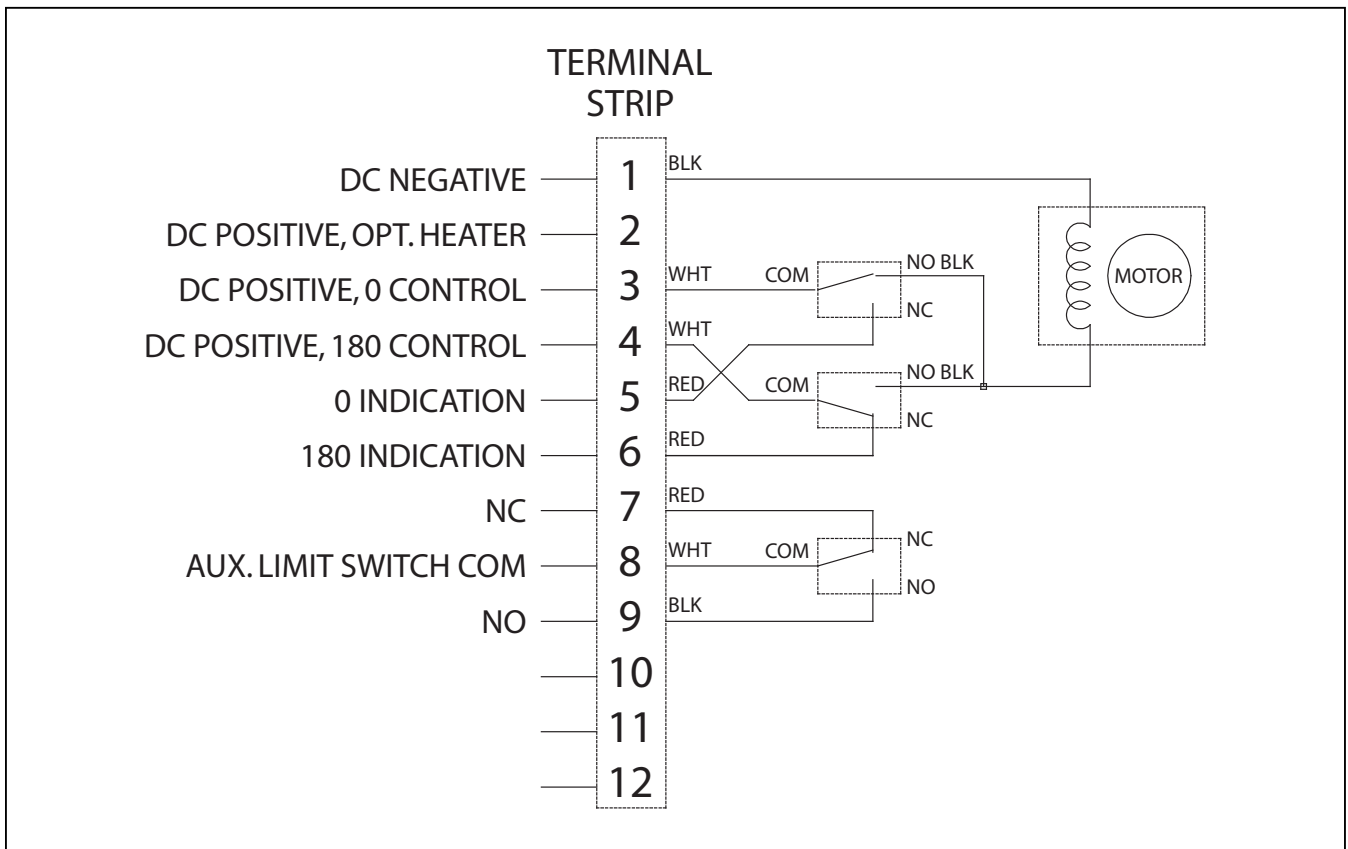 TERMINAL
STRIP
DC NEGATIVE 1 BLK
DC POSITIVE, OPT. HEATER 2
DC POSITIVE, 0 CONTROL 3 WHT COM NO BLK
NC
MOTOR
DC POSITIVE, 180 CONTROL 4 WHT
0 INDICATION 5 RED COM NO BLK
NC
180 INDICATION 6 RED
NC 7 RED
AUX. LIMIT SWITCH COM 8 WHT COM NC
NO
NO 9 BLK
10
11
12